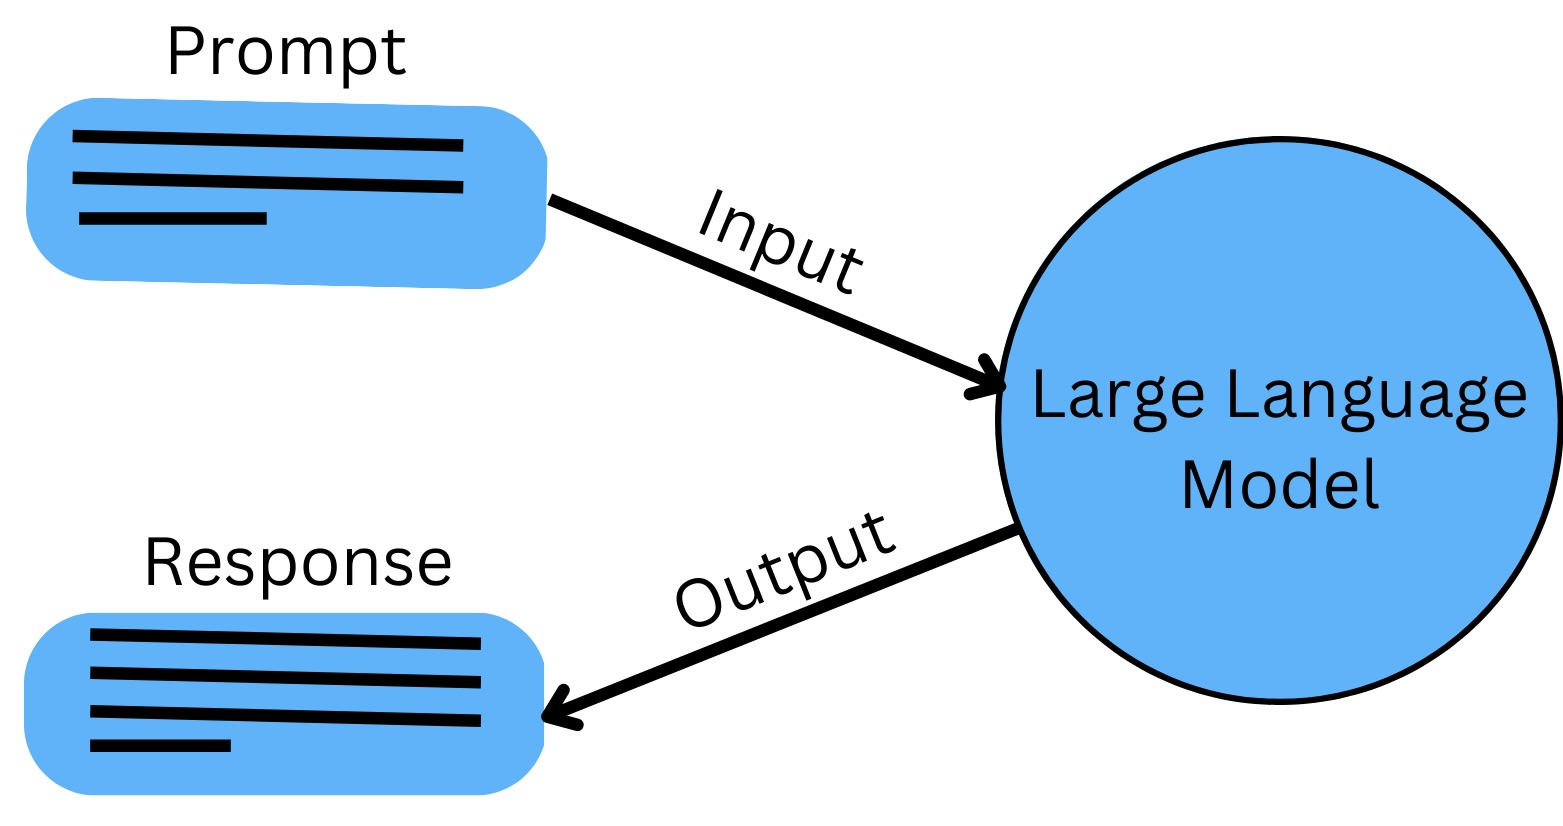 Prompt
Input
Large Language
Model
Output
Response